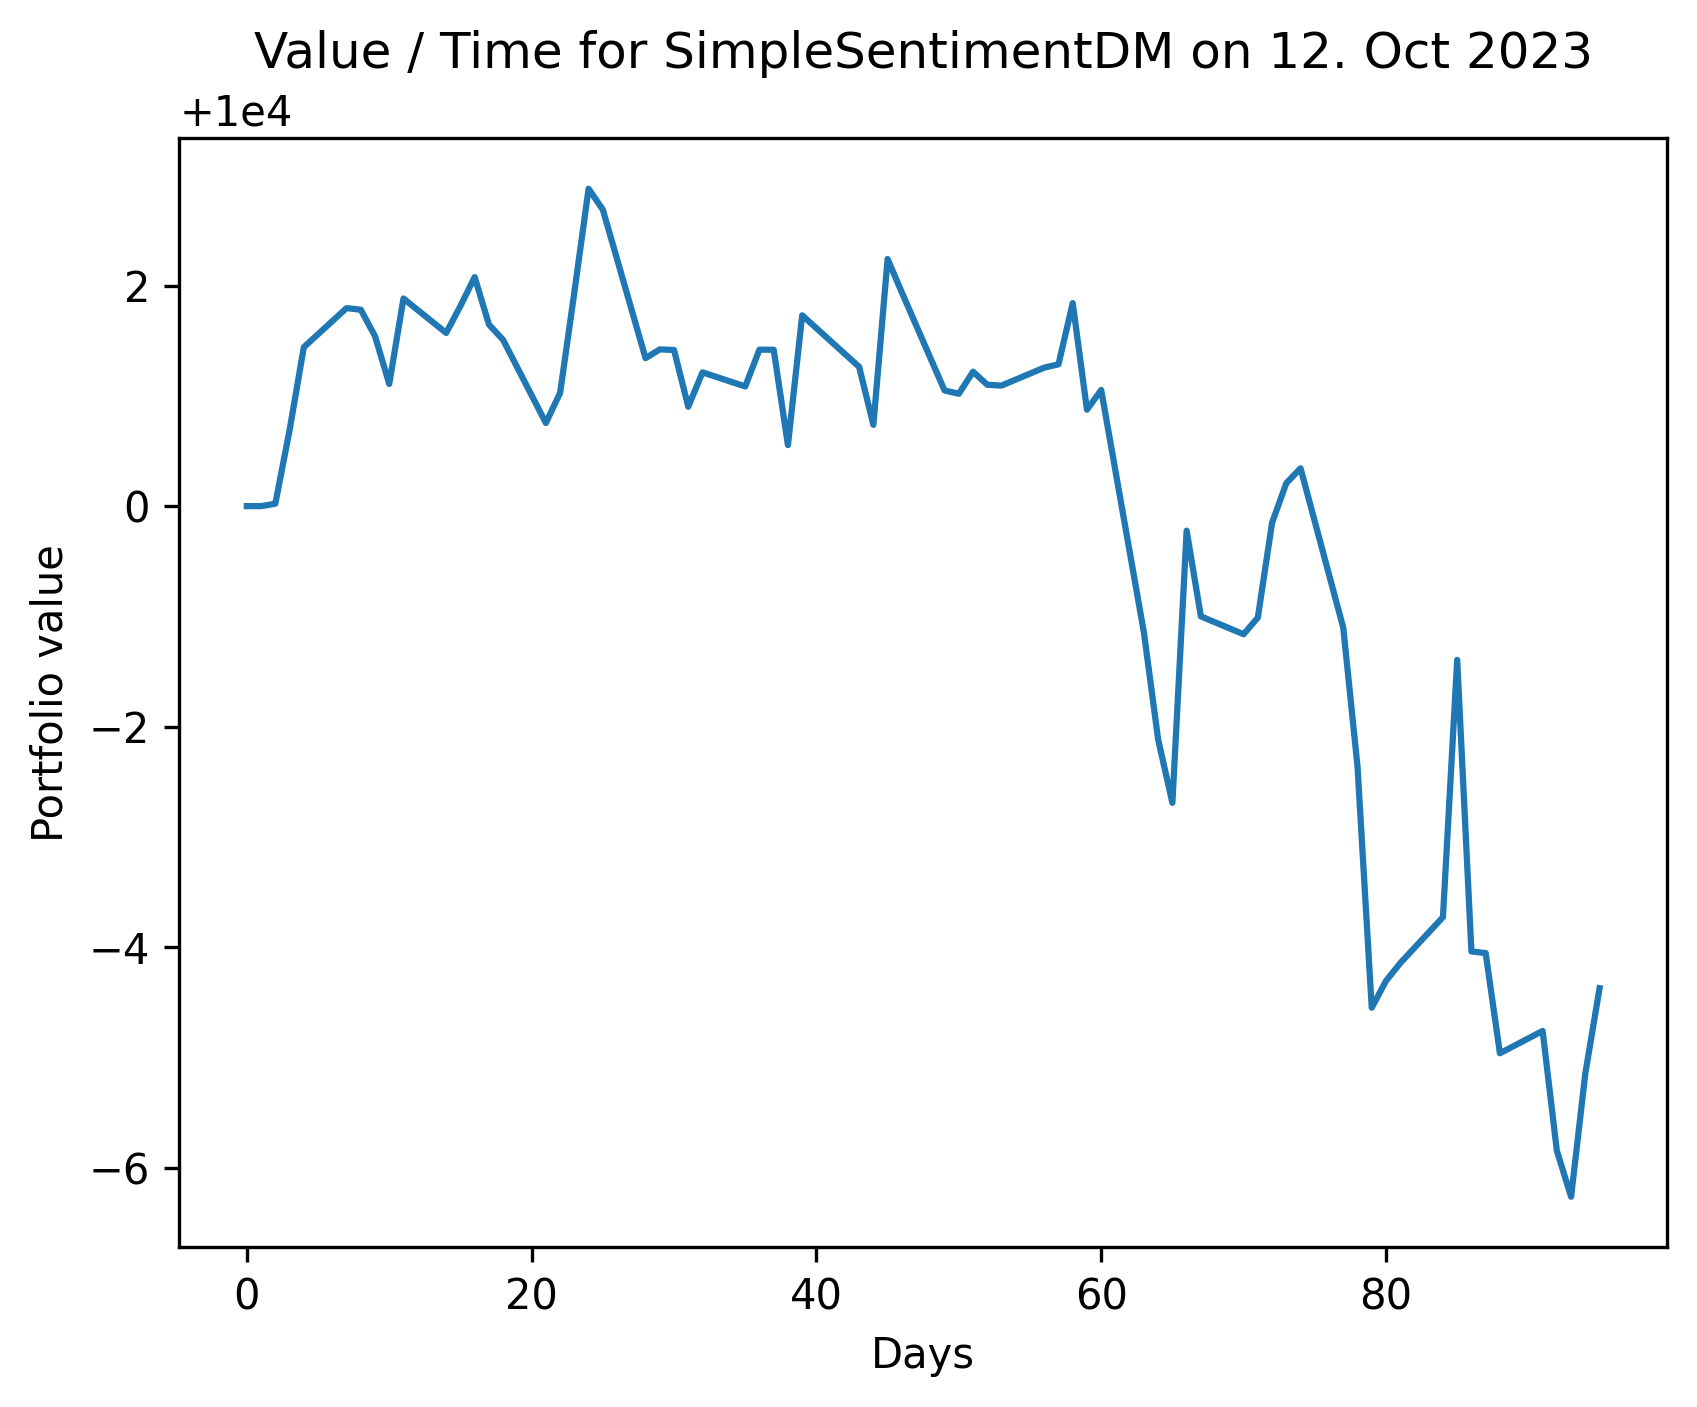 Value / Time for SimpleSentimentDM on 12. Oct 2023
+1e4
2
0
−2
−4
−6
Portfolio value
0 20 40 60 80
Days